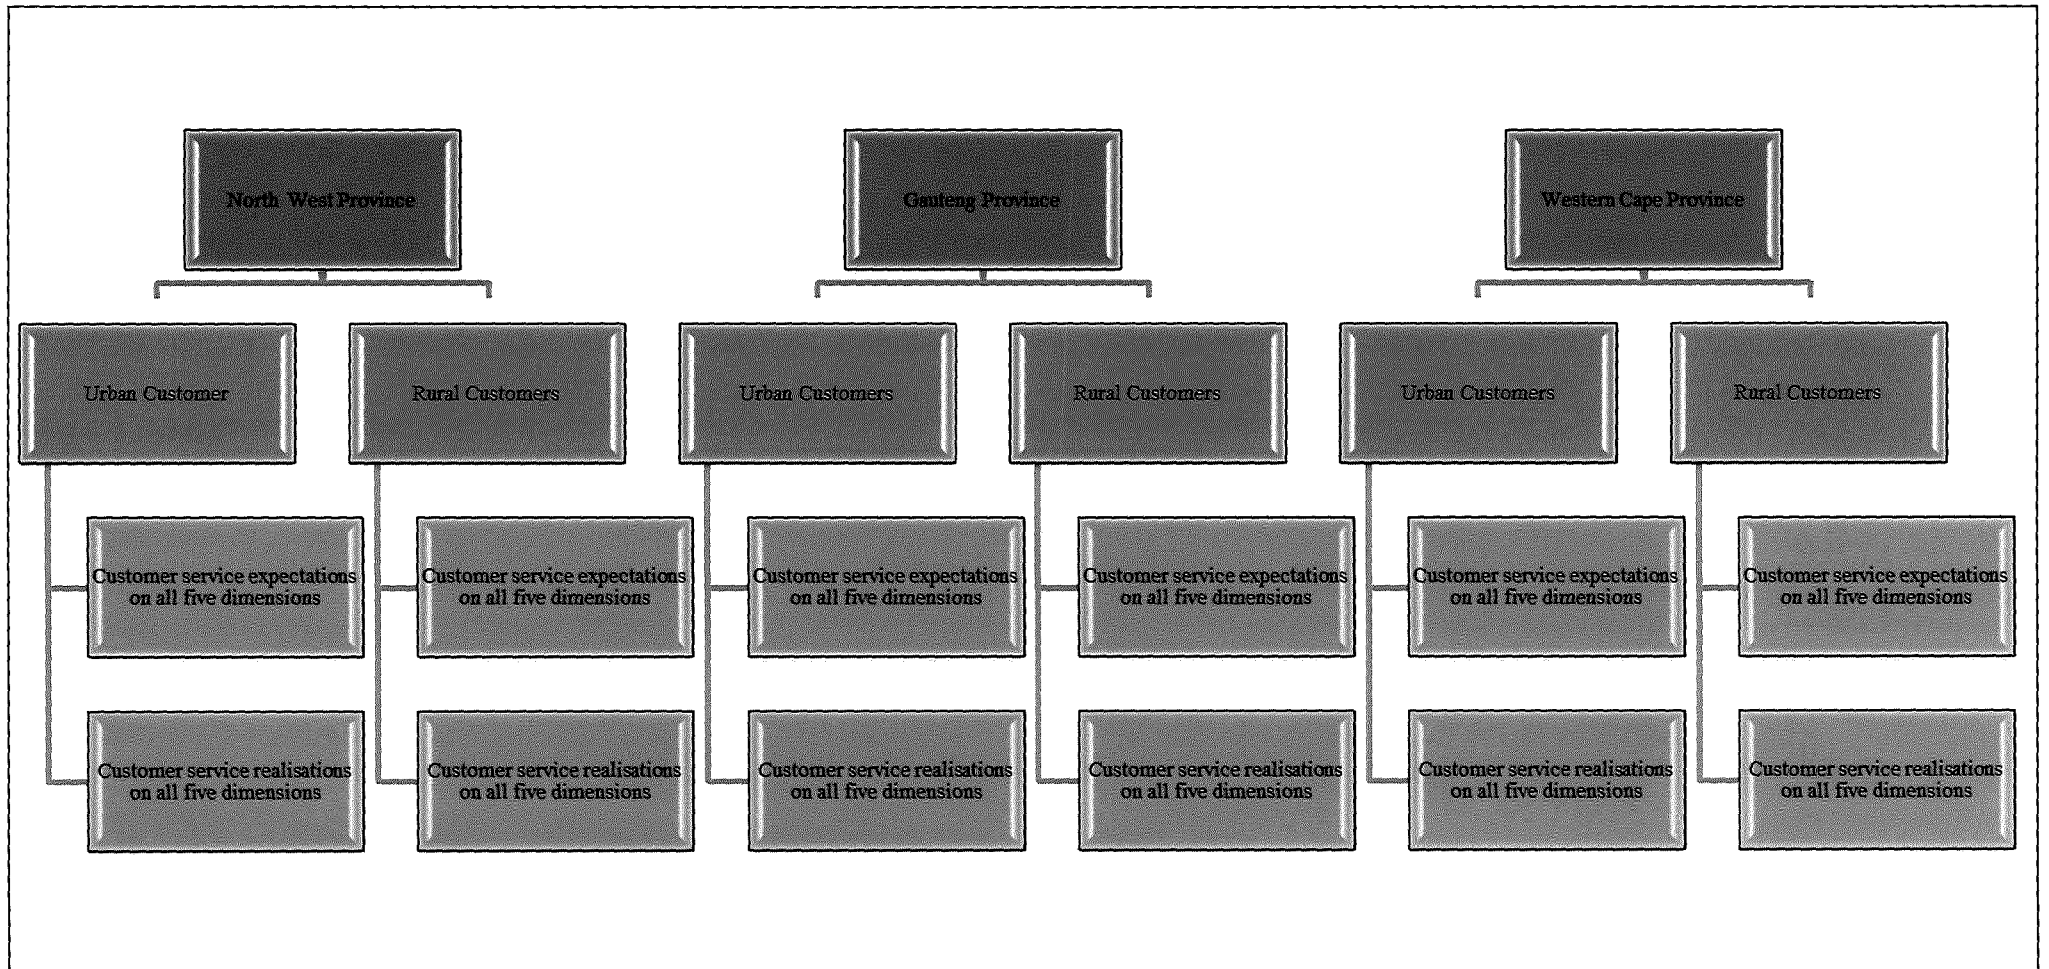 North West Province
Gauteng Province
Western Cape Province
Urban Customer
Rural Customers
Urban Customers
Rural Customers
Urban Customers
Rural Customers
Customer service expectations
on all five dimensions
Customer service expectations
on all five dimensions
Customer service expectations
on all five dimensions
Customer service expectations
on all five dimensions
Customer service expectations
on all five dimensions
Customer service expectations
on all five dimensions
Customer service realisations
on all five dimensions
Customer service realisations
on all five dimensions
Customer service realisations
on all five dimensions
Customer service realisations
on all five dimensions
Customer service realisations
on all five dimensions
Customer service realisations
on all five dimensions